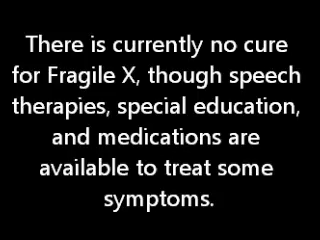 There is currently no cure
for Fragile X, though speech
therapies, special education,
and medications are
available to treat some
symptoms.